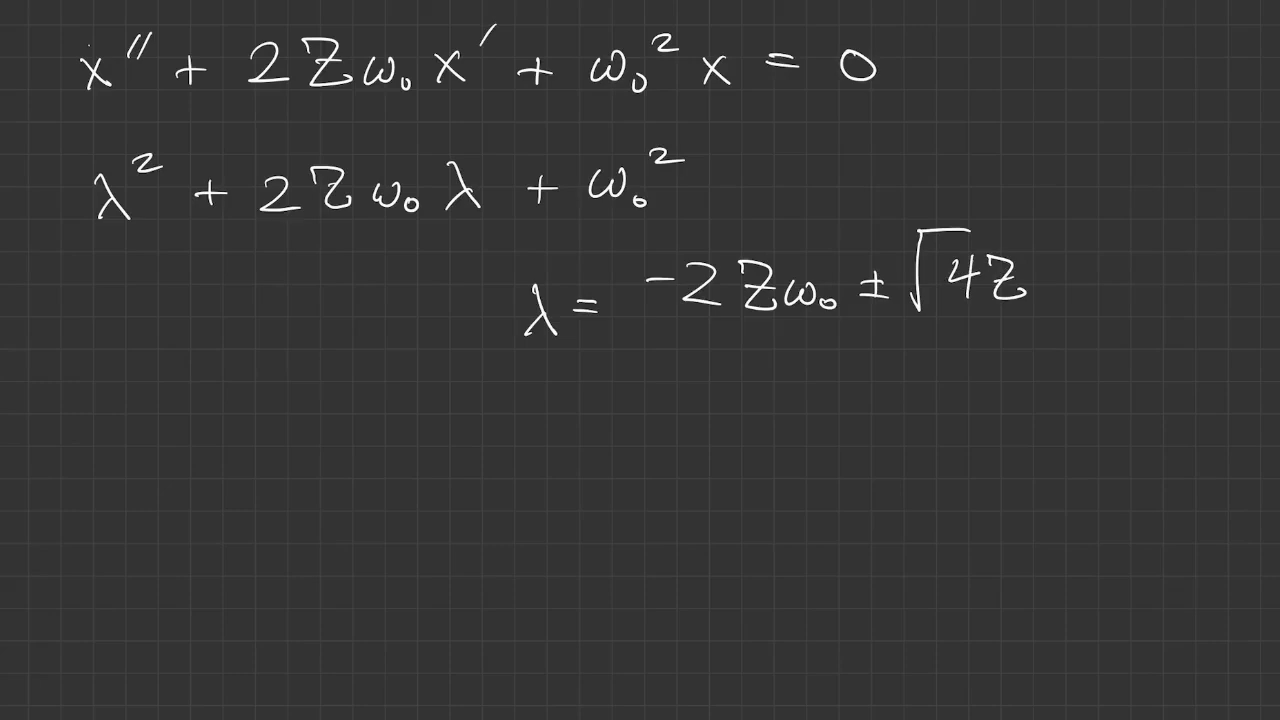 x'' + 2Zω₀x' + ω₀²x = 0
λ² + 2Zω₀λ + ω₀²
λ = -2Zω₀ ± √4Z